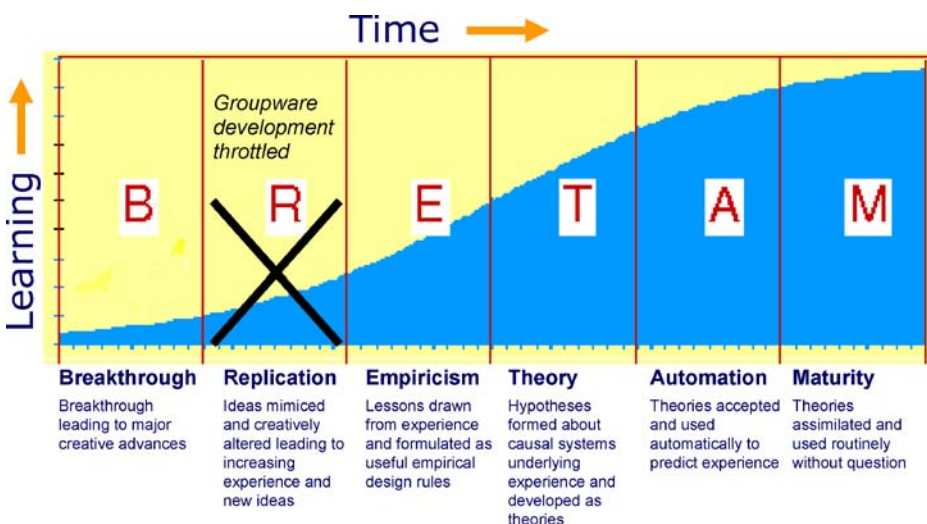 Time
Learning
Groupware
development
throttled
B
R
E
T
A
M
Breakthrough
Breakthrough
leading to major
creative advances
Replication
Ideas mimiced
and creatively
altered leading to
increasing
experience and
new ideas
Empiricism
Lessons drawn
from experience
and formulated as
useful empirical
design rules
Theory
Hypotheses
formed about
causal systems
underlying
experience and
developed as
theories
Automation
Theories accepted
and used
automatically to
predict experience
Maturity
Theories
assimilated and
used routinely
without question